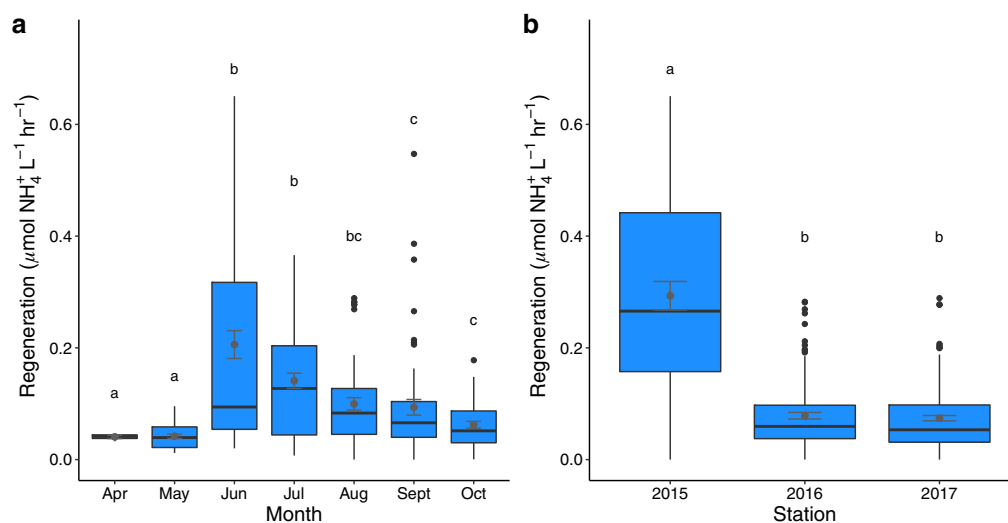 a
Regeneration (μmol NH₄⁺ L⁻¹ hr⁻¹)
0.6
0.4
0.2
0.0
a
a
b
b
bc
c
c
Apr
May
Jun
Jul
Aug
Sept
Oct
Month
b
Regeneration (μmol NH₄⁺ L⁻¹ hr⁻¹)
0.6
0.4
0.2
0.0
a
b
b
2015
2016
2017
Station